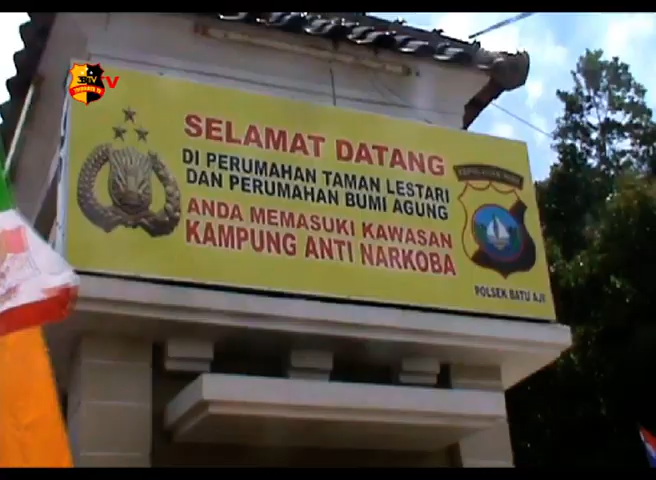 TV
SELAMAT DATANG
DI PERUMAHAN TAMAN LESTARI
DAN PERUMAHAN BUMI AGUNG
ANDA MEMASUKI KAWASAN
KAMPUNG ANTI NARKOBA
POLSEK BATU AJI